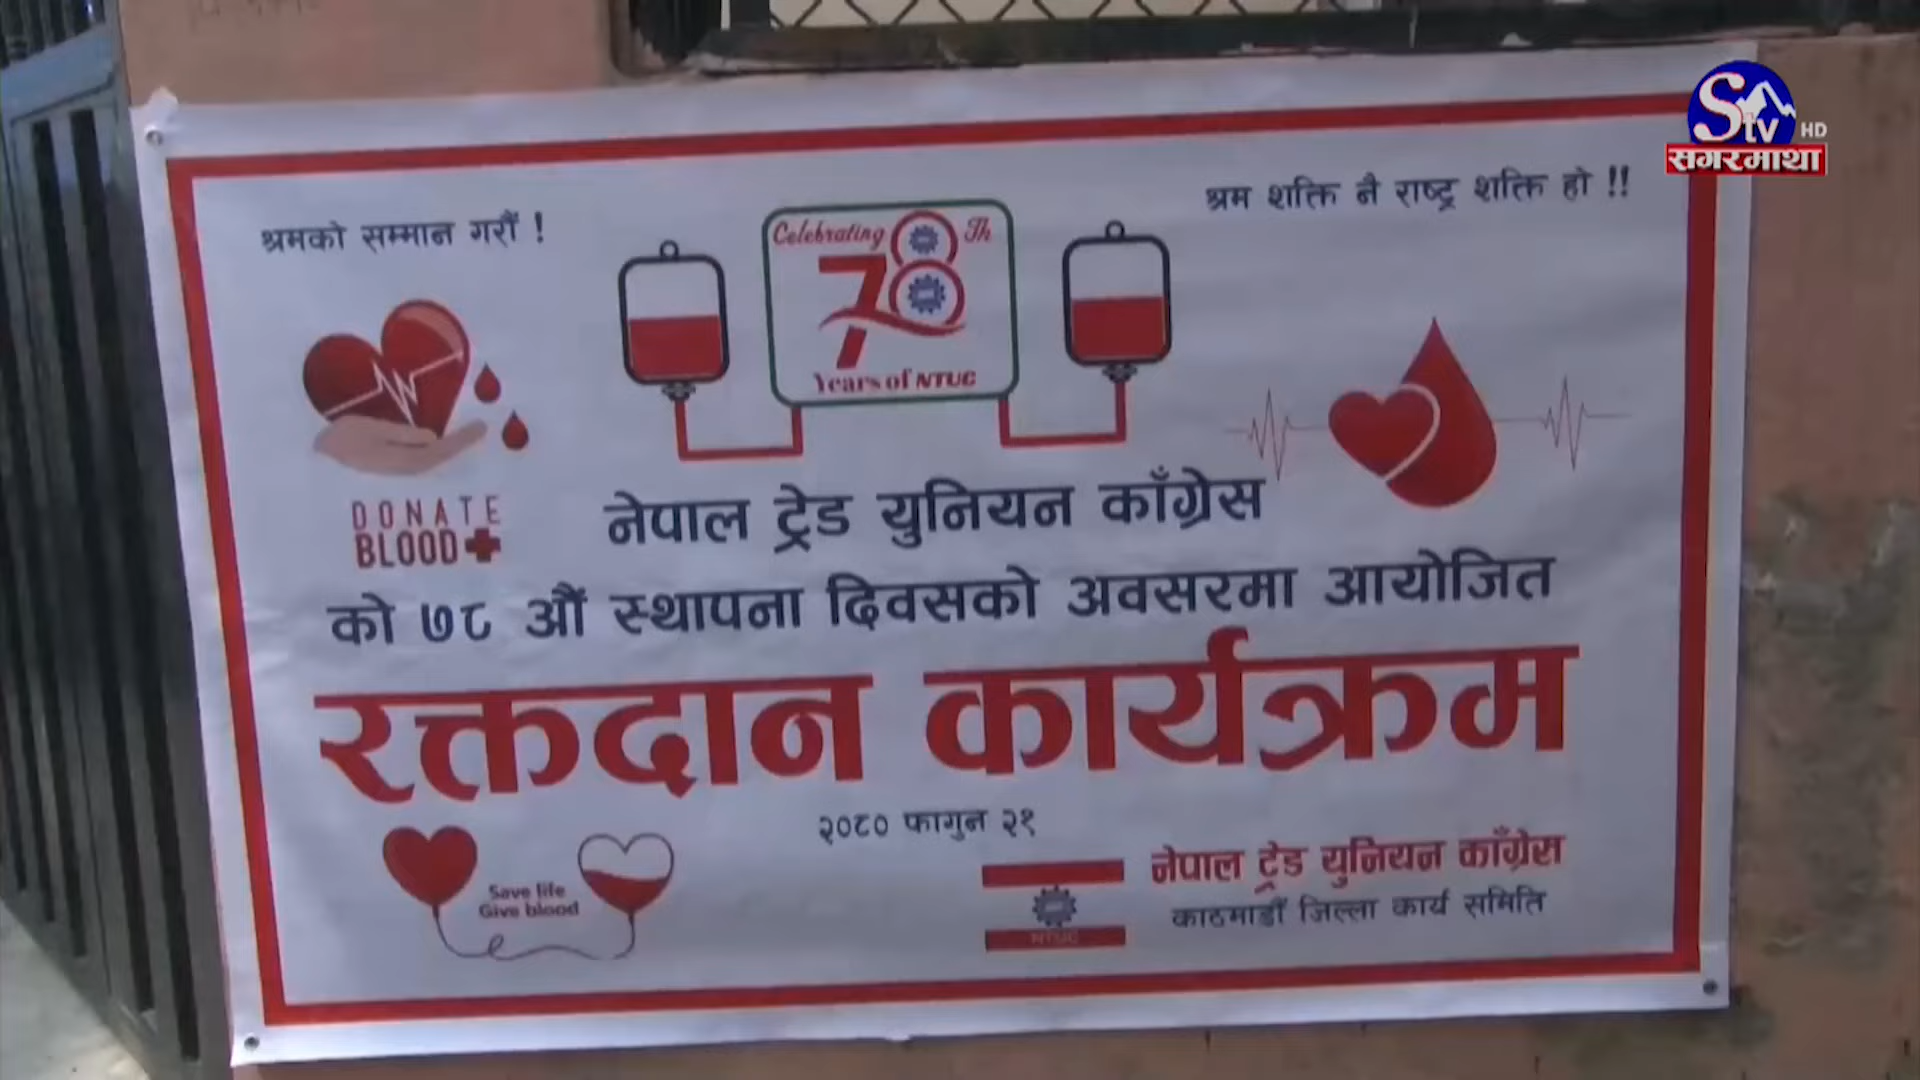 STV HD
सगरमाथा
श्रमको सम्मान गरौं !
श्रम शक्ति नै राष्ट्र शक्ति हो !!
Celebrating 78 Th
Years of NTUC
DONATE
BLOOD
नेपाल ट्रेड युनियन काँग्रेस
को ७८ औं स्थापना दिवसको अवसरमा आयोजित
रक्तदान कार्यक्रम
२०८० फागुन २१
Save life
Give blood
नेपाल ट्रेड युनियन काँग्रेस
काठमाडौं जिल्ला कार्य समिति
NTUC